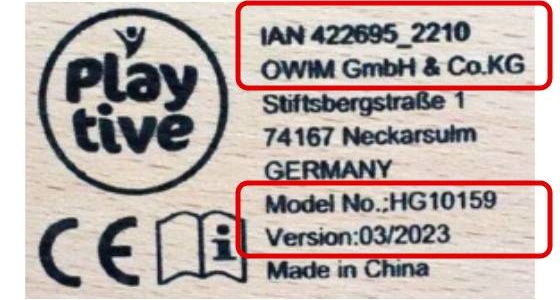 Play
tive
IAN 422695_2210
OWIM GmbH & Co.KG
Stiftsbergstraße 1
74167 Neckarsulm
GERMANY
Model No.:HG10159
Version:03/2023
Made in China
CE
i